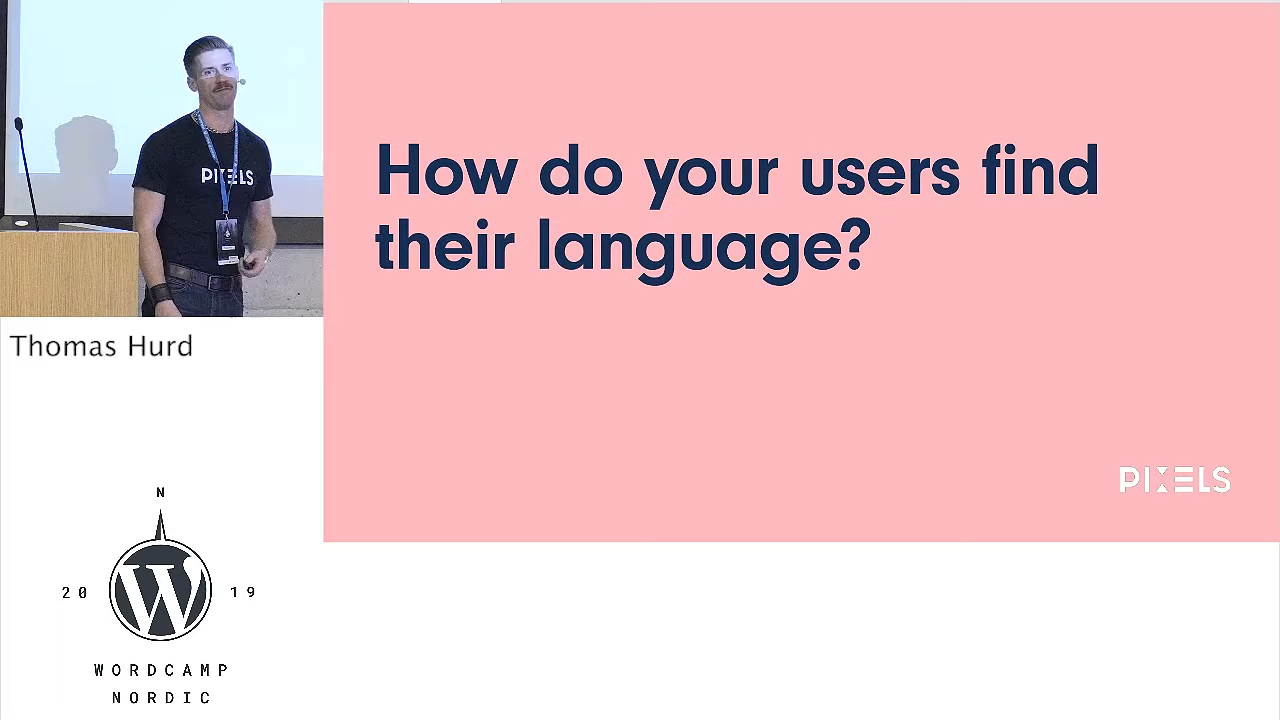 How do your users find
their language?
PIXELS
PIXELS
Thomas Hurd
N
20 19
WORDCAMP
NORDIC